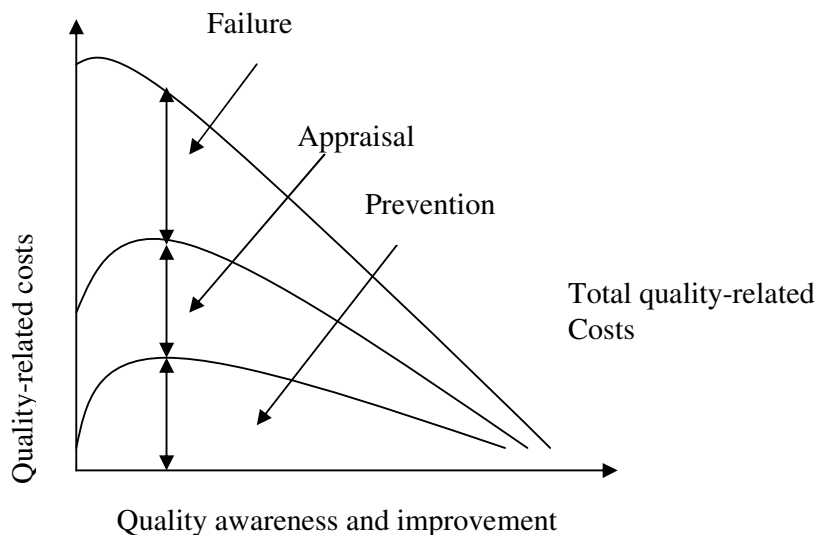 Failure
Appraisal
Prevention
Total quality-related
Costs
Quality-related costs
Quality awareness and improvement